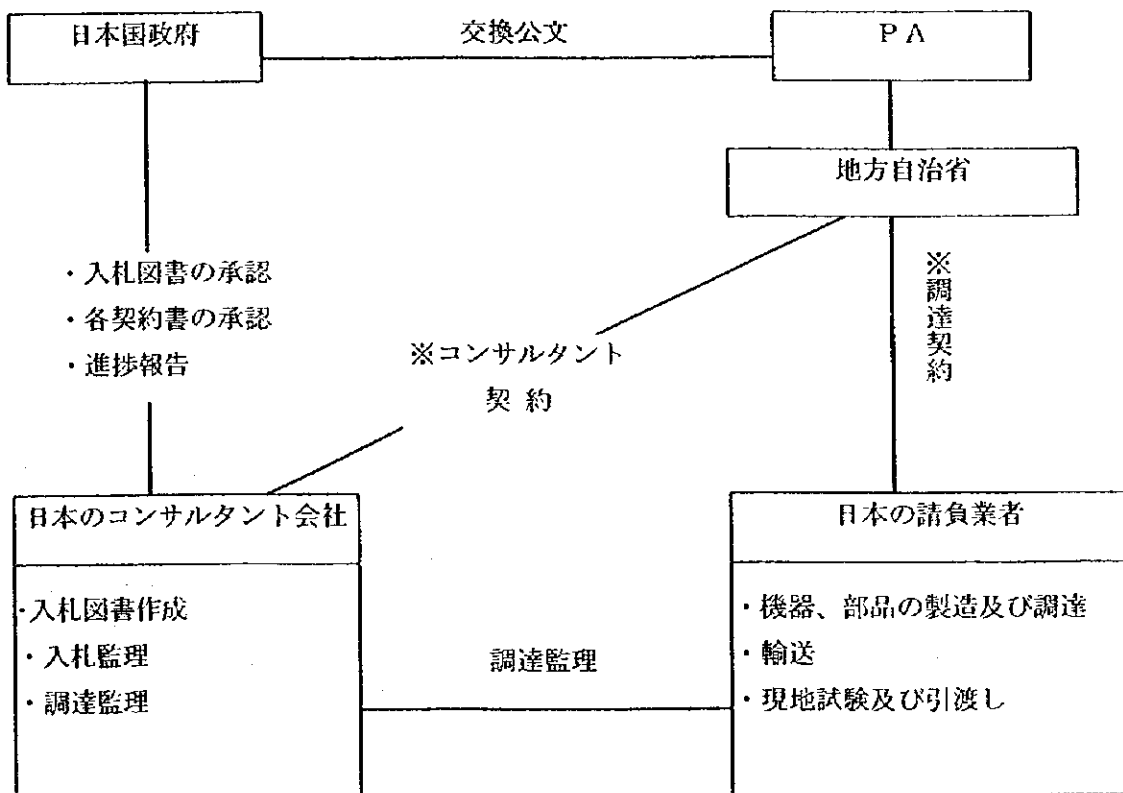 日本国政府
交換公文
PA
地方自治省
・入札図書の承認
・各契約書の承認
・進捗報告
※コンサルタント
契約
※調達契約
日本のコンサルタント会社
・入札図書作成
・入札監理
・調達監理
調達監理
日本の請負業者
・機器、部品の製造及び調達
・輸送
・現地試験及び引渡し